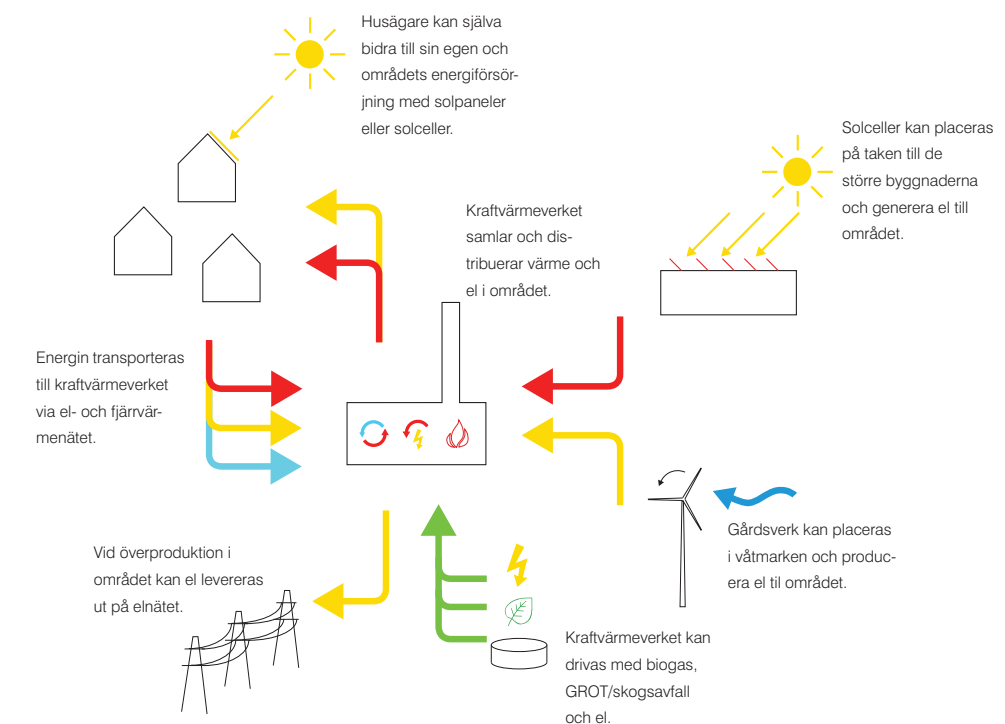 Husägare kan själva
bidra till sin egen och
områdets energiförsör-
jning med solpaneler
eller solceller.
Solceller kan placeras
på taken till de
större byggnaderna
och generera el till
området.
Kraftvärmeverket
samlar och dis-
tribuerar värme och
el i området.
Energin transporteras
till kraftvärmeverket
via el- och fjärrvär-
menätet.
Gårdsverk kan placeras
i våtmarken och produc-
era el til området.
Vid överproduktion i
området kan el levereras
ut på elnätet.
Kraftvärmeverket kan
drivas med biogas,
GROT/skogsavfall
och el.